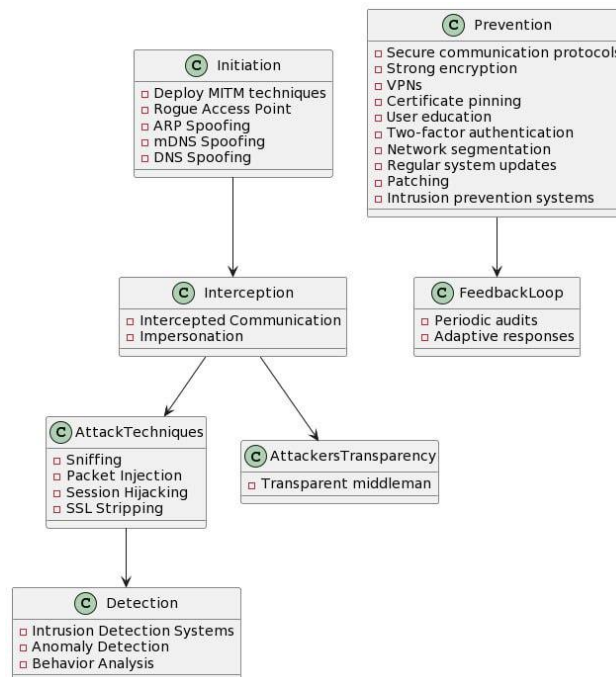 C Initiation
Deploy MITM techniques
Rogue Access Point
ARP Spoofing
mDNS Spoofing
DNS Spoofing
C Prevention
Secure communication protocols
Strong encryption
VPNs
Certificate pinning
User education
Two-factor authentication
Network segmentation
Regular system updates
Patching
Intrusion prevention systems
C Interception
Intercepted Communication
Impersonation
C FeedbackLoop
Periodic audits
Adaptive responses
C AttackTechniques
Sniffing
Packet Injection
Session Hijacking
SSL Stripping
C AttackersTransparency
Transparent middleman
C Detection
Intrusion Detection Systems
Anomaly Detection
Behavior Analysis